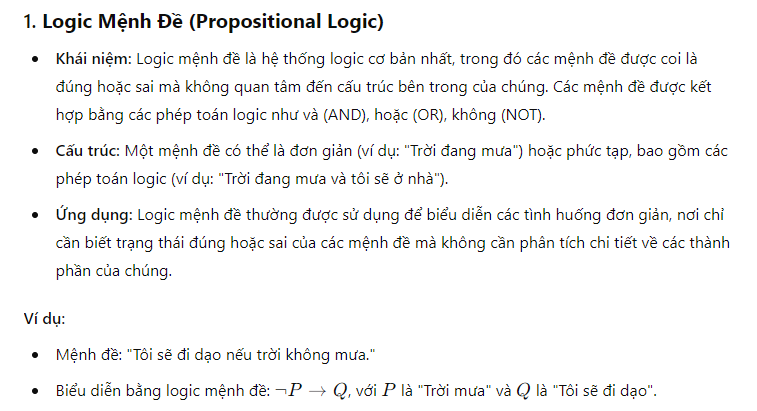 1. Logic Mệnh Đề (Propositional Logic)
• Khái niệm: Logic mệnh đề là hệ thống logic cơ bản nhất, trong đó các mệnh đề được coi là
đúng hoặc sai mà không quan tâm đến cấu trúc bên trong của chúng. Các mệnh đề được kết
hợp bằng các phép toán logic như và (AND), hoặc (OR), không (NOT).
• Cấu trúc: Một mệnh đề có thể là đơn giản (ví dụ: "Trời đang mưa") hoặc phức tạp, bao gồm các
phép toán logic (ví dụ: "Trời đang mưa và tôi sẽ ở nhà").
• Ứng dụng: Logic mệnh đề thường được sử dụng để biểu diễn các tình huống đơn giản, nơi chỉ
cần biết trạng thái đúng hoặc sai của các mệnh đề mà không cần phân tích chi tiết về các thành
phần của chúng.
Ví dụ:
• Mệnh đề: "Tôi sẽ đi dạo nếu trời không mưa."
• Biểu diễn bằng logic mệnh đề: ¬P → Q, với P là "Trời mưa" và Q là "Tôi sẽ đi dạo".